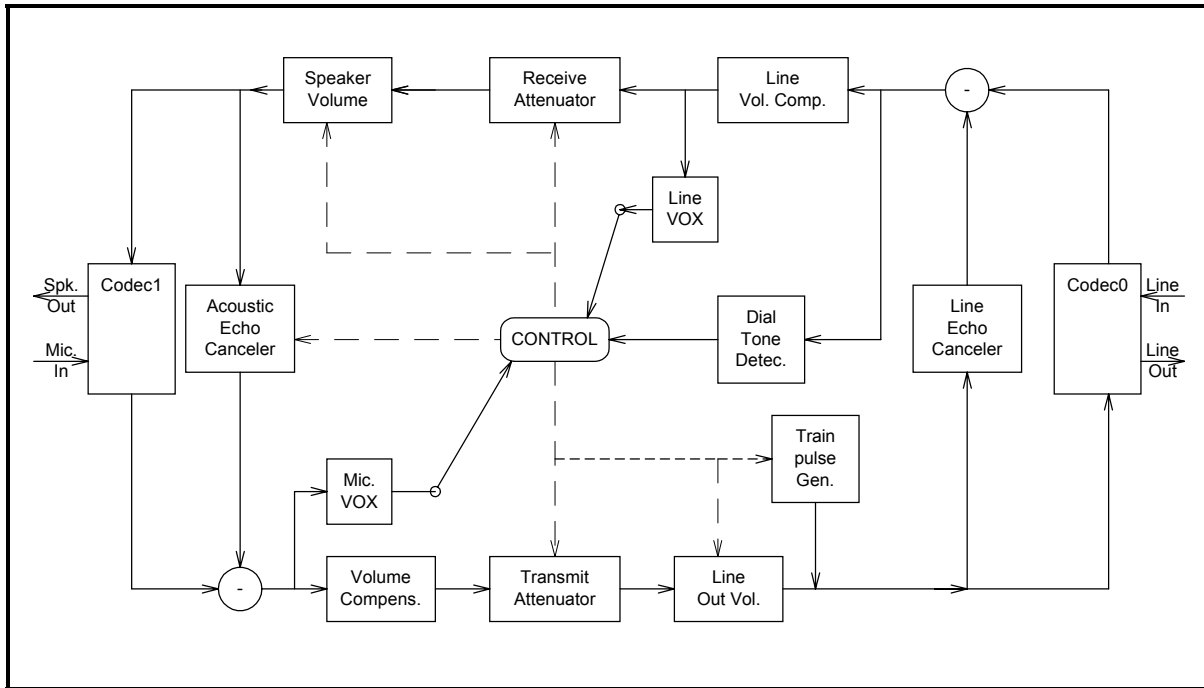 Speaker
Volume
Receive
Attenuator
Line
Vol. Comp.
-
Line
VOX
Spk.
Out
Mic.
In
Codec1
Acoustic
Echo
Canceler
CONTROL
Dial
Tone
Detec.
Line
Echo
Canceler
Codec0
Line
In
Line
Out
Train
pulse
Gen.
Mic.
VOX
-
Volume
Compens.
Transmit
Attenuator
Line
Out Vol.